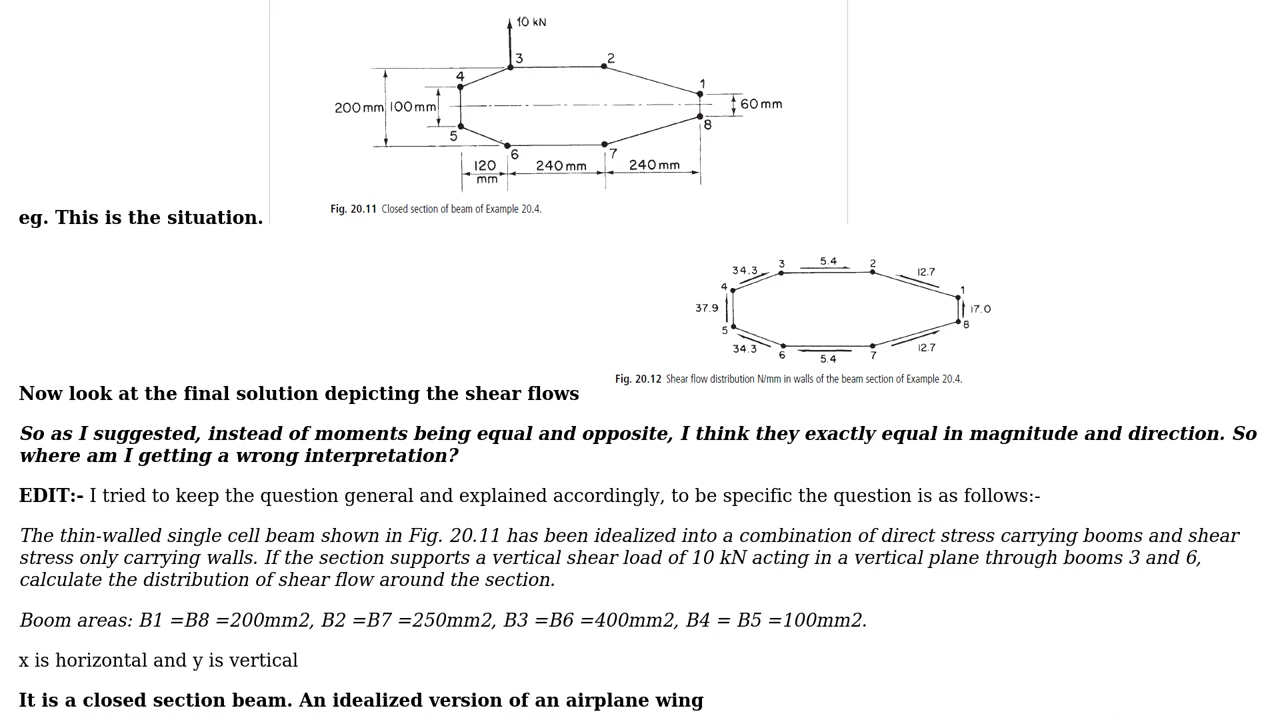 10 kN
3
2
4
1
200mm
100mm
60mm
5
8
6
7
120
mm
240mm
240mm
Fig. 20.11 Closed section of beam of Example 20.4.
eg. This is the situation.
3
5.4
2
34.3
12.7
4
1
37.9
17.0
5
8
34.3
6
5.4
7
12.7
Fig. 20.12 Shear flow distribution N/mm in walls of the beam section of Example 20.4.
Now look at the final solution depicting the shear flows
So as I suggested, instead of moments being equal and opposite, I think they exactly equal in magnitude and direction. So
where am I getting a wrong interpretation?
EDIT:- I tried to keep the question general and explained accordingly, to be specific the question is as follows:-
The thin-walled single cell beam shown in Fig. 20.11 has been idealized into a combination of direct stress carrying booms and shear
stress only carrying walls. If the section supports a vertical shear load of 10 kN acting in a vertical plane through booms 3 and 6,
calculate the distribution of shear flow around the section.
Boom areas: B1 =B8 =200mm2, B2 =B7 =250mm2, B3 =B6 =400mm2, B4 = B5 =100mm2.
x is horizontal and y is vertical
It is a closed section beam. An idealized version of an airplane wing